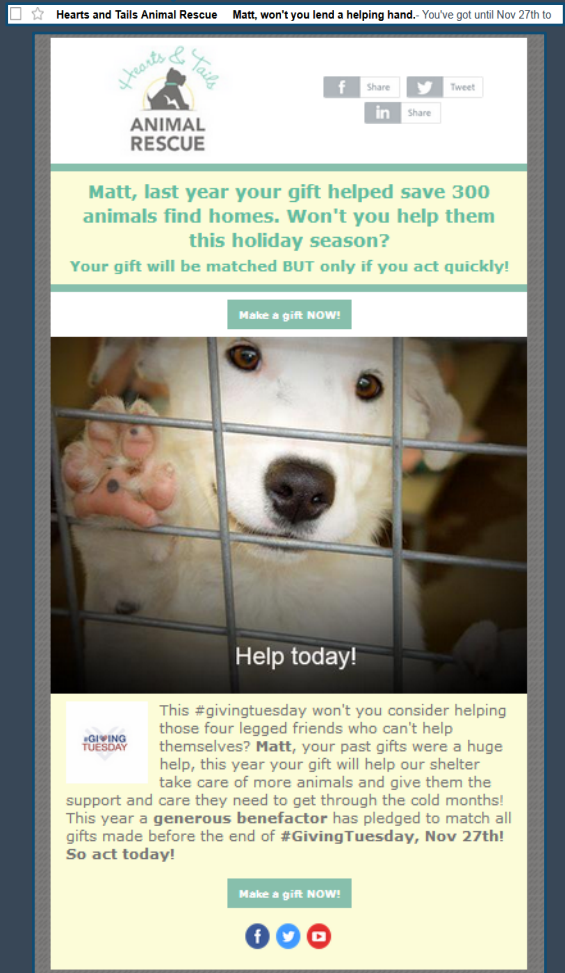 Hearts and Tails Animal Rescue Matt, won't you lend a helping hand.- You've got until Nov 27th to
Hearts & Tails
ANIMAL
RESCUE
f Share Tweet
in Share
Matt, last year your gift helped save 300
animals find homes. Won't you help them
this holiday season?
Your gift will be matched BUT only if you act quickly!
Make a gift NOW!
Help today!
#GIVING
TUESDAY
This #givingtuesday won't you consider helping
those four legged friends who can't help
themselves? Matt, your past gifts were a huge
help, this year your gift will help our shelter
take care of more animals and give them the
support and care they need to get through the cold months!
This year a generous benefactor has pledged to match all
gifts made before the end of #GivingTuesday, Nov 27th!
So act today!
Make a gift NOW!
f